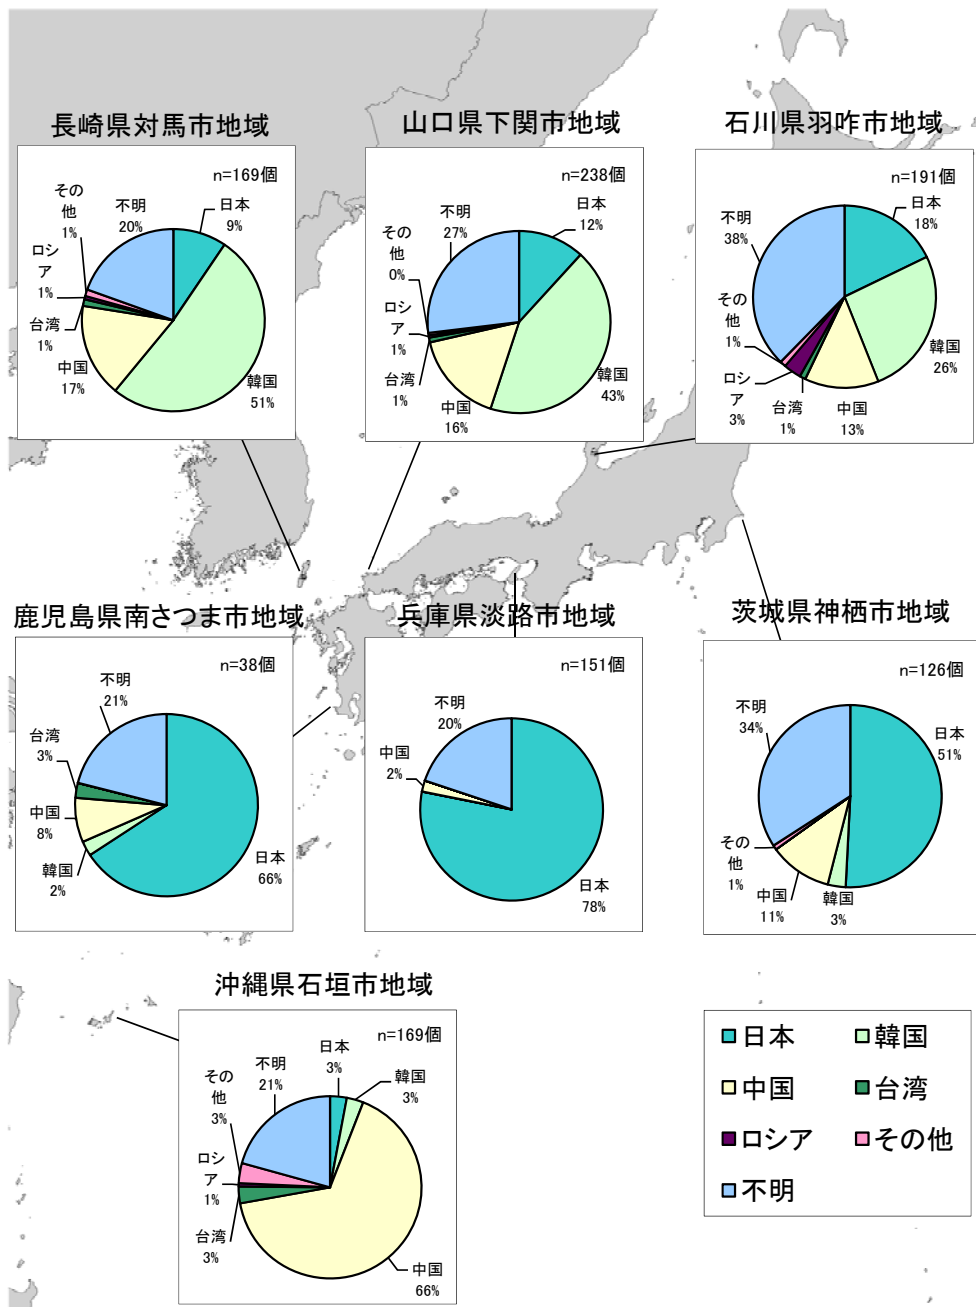 長崎県対馬市地域
n=169個
日本
9%
韓国
51%
中国
17%
台湾
1%
ロシ
ア
1%
その
他
1%
不明
20%
山口県下関市地域
n=238個
日本
12%
韓国
43%
中国
16%
台湾
1%
ロシ
ア
1%
その
他
0%
不明
27%
石川県羽咋市地域
n=191個
日本
18%
韓国
26%
中国
13%
台湾
1%
ロシ
ア
3%
その
他
1%
不明
38%
鹿児島県南さつま市地域
n=38個
日本
66%
韓国
2%
中国
8%
台湾
3%
不明
21%
兵庫県淡路市地域
n=151個
日本
78%
中国
2%
不明
20%
茨城県神栖市地域
n=126個
日本
51%
韓国
3%
中国
11%
その
他
1%
不明
34%
沖縄県石垣市地域
n=169個
日本
3%
韓国
3%
中国
66%
台湾
3%
ロシ
ア
1%
その
他
3%
不明
21%
日本
韓国
中国
台湾
ロシア
その他
不明